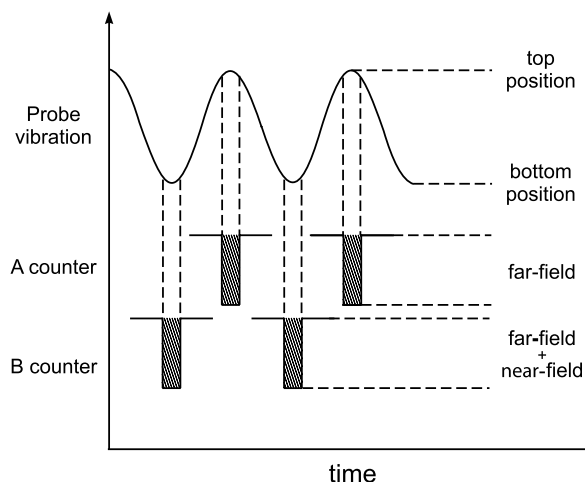 top
position
Probe
vibration
bottom
position
A counter
far-field
B counter
far-field
+
near-field
time